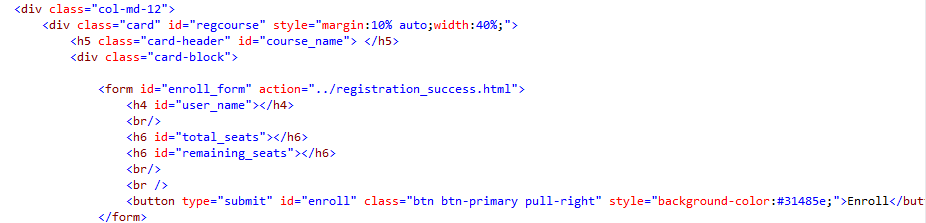 <div class="col-md-12">
<div class="card" id="regcourse" style="margin:10% auto;width:40%;">
<h5 class="card-header" id="course_name"> </h5>
<div class="card-block">
<form id="enroll_form" action="../registration_success.html">
<h4 id="user_name"></h4>
<br/>
<h6 id="total_seats"></h6>
<h6 id="remaining_seats"></h6>
<br/>
<br />
<button type="submit" id="enroll" class="btn btn-primary pull-right" style="background-color:#31485e;">Enroll</but
</form>